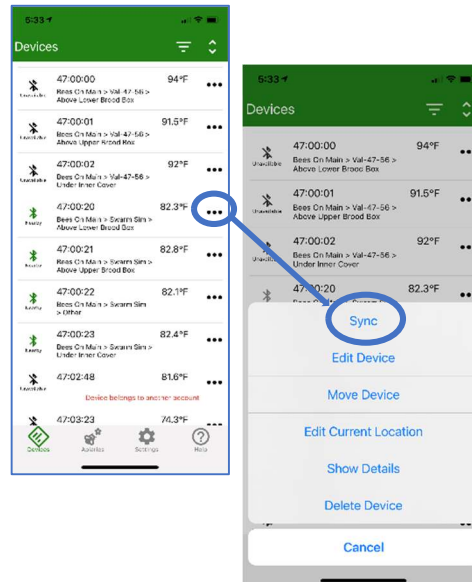 5:33
Devices
47:00:00 94°F
Unavailable
Bees On Main > Val-47-56 >
Above Lower Brood Box
47:00:01 91.5°F
Unavailable
Bees On Main > Val-47-56 >
Above Upper Brood Box
47:00:02 92°F
Unavailable
Bees On Main > Val-47-56 >
Under Inner Cover
47:00:20 82.3°F
Nearby
Bees On Main > Swarm Sim >
Above Lower Brood Box
47:00:21 82.8°F
Nearby
Bees On Main > Swarm Sim >
Above Upper Brood Box
47:00:22 82.1°F
Nearby
Bees On Main > Swarm Sim
> Other
47:00:23 82.4°F
Nearby
Bees On Main > Swarm Sim >
Under Inner Cover
47:02:48 81.6°F
Unavailable
Device belongs to another account
47:03:23 74.3°F
Devices Apiaries Settings Help
5:33
Devices
47:00:00 94°F
Unavailable
Bees On Main > Val-47-56 >
Above Lower Brood Box
47:00:01 91.5°F
Unavailable
Bees On Main > Val-47-56 >
Above Upper Brood Box
47:00:02 92°F
Bees On Main > Val-47-56 >
Under Inner Cover
47:00:20 82.3°F
Sync
Edit Device
Move Device
Edit Current Location
Show Details
Delete Device
Cancel